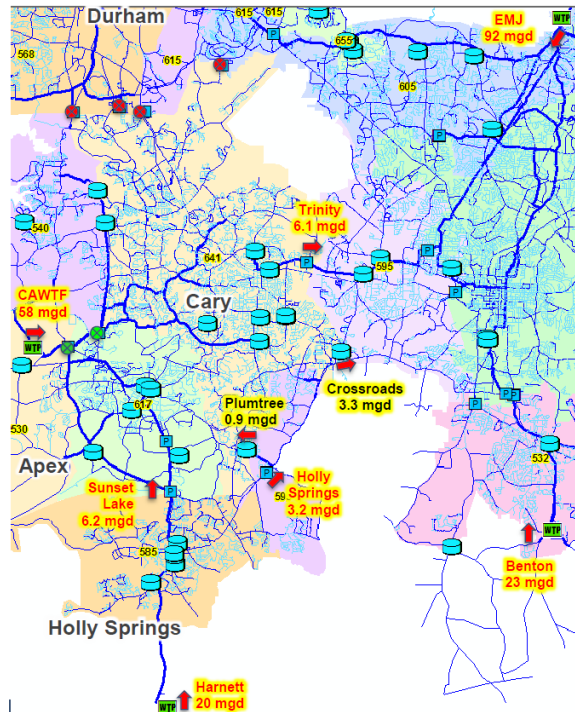 Durham
615
615
EMJ
92 mgd
WTP
P
568
655
615
P
605
P
P
P
P
Trinity
6.1 mgd
540
641
P
595
P
P
CAWTF
58 mgd
Cary
WTP
Crossroads
3.3 mgd
Plumtree
0.9 mgd
P
P
617
530
P
532
Apex
Sunset
Lake
6.2 mgd
P
P
59
Holly
Springs
3.2 mgd
WTP
585
Benton
23 mgd
Holly Springs
Harnett
20 mgd
WTP